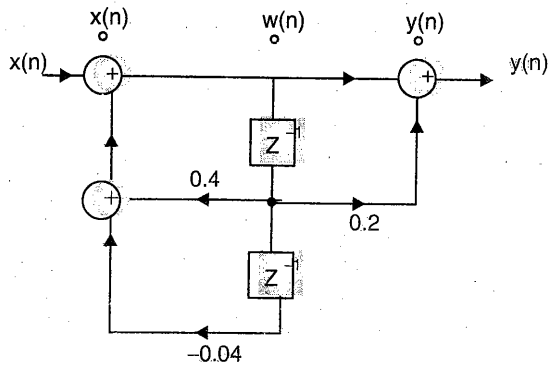 x(n) w(n) y(n)
x(n) + + y(n)
z⁻¹
+ 0.4 0.2
z⁻¹
–0.04